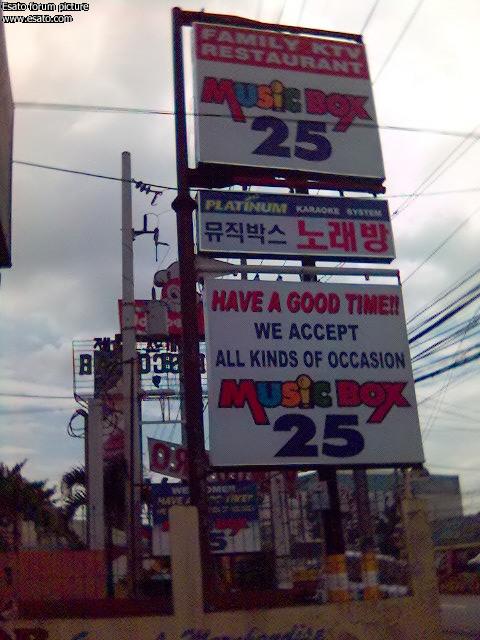 Esato forum picture
www.esato.com
FAMILY KTV
RESTAURANT
MUSIC BOX
25
PLATINUM KARAOKE SYSTEM
뮤직박스 노래방
HAVE A GOOD TIME!!
WE ACCEPT
ALL KINDS OF OCCASION
MUSIC BOX
25